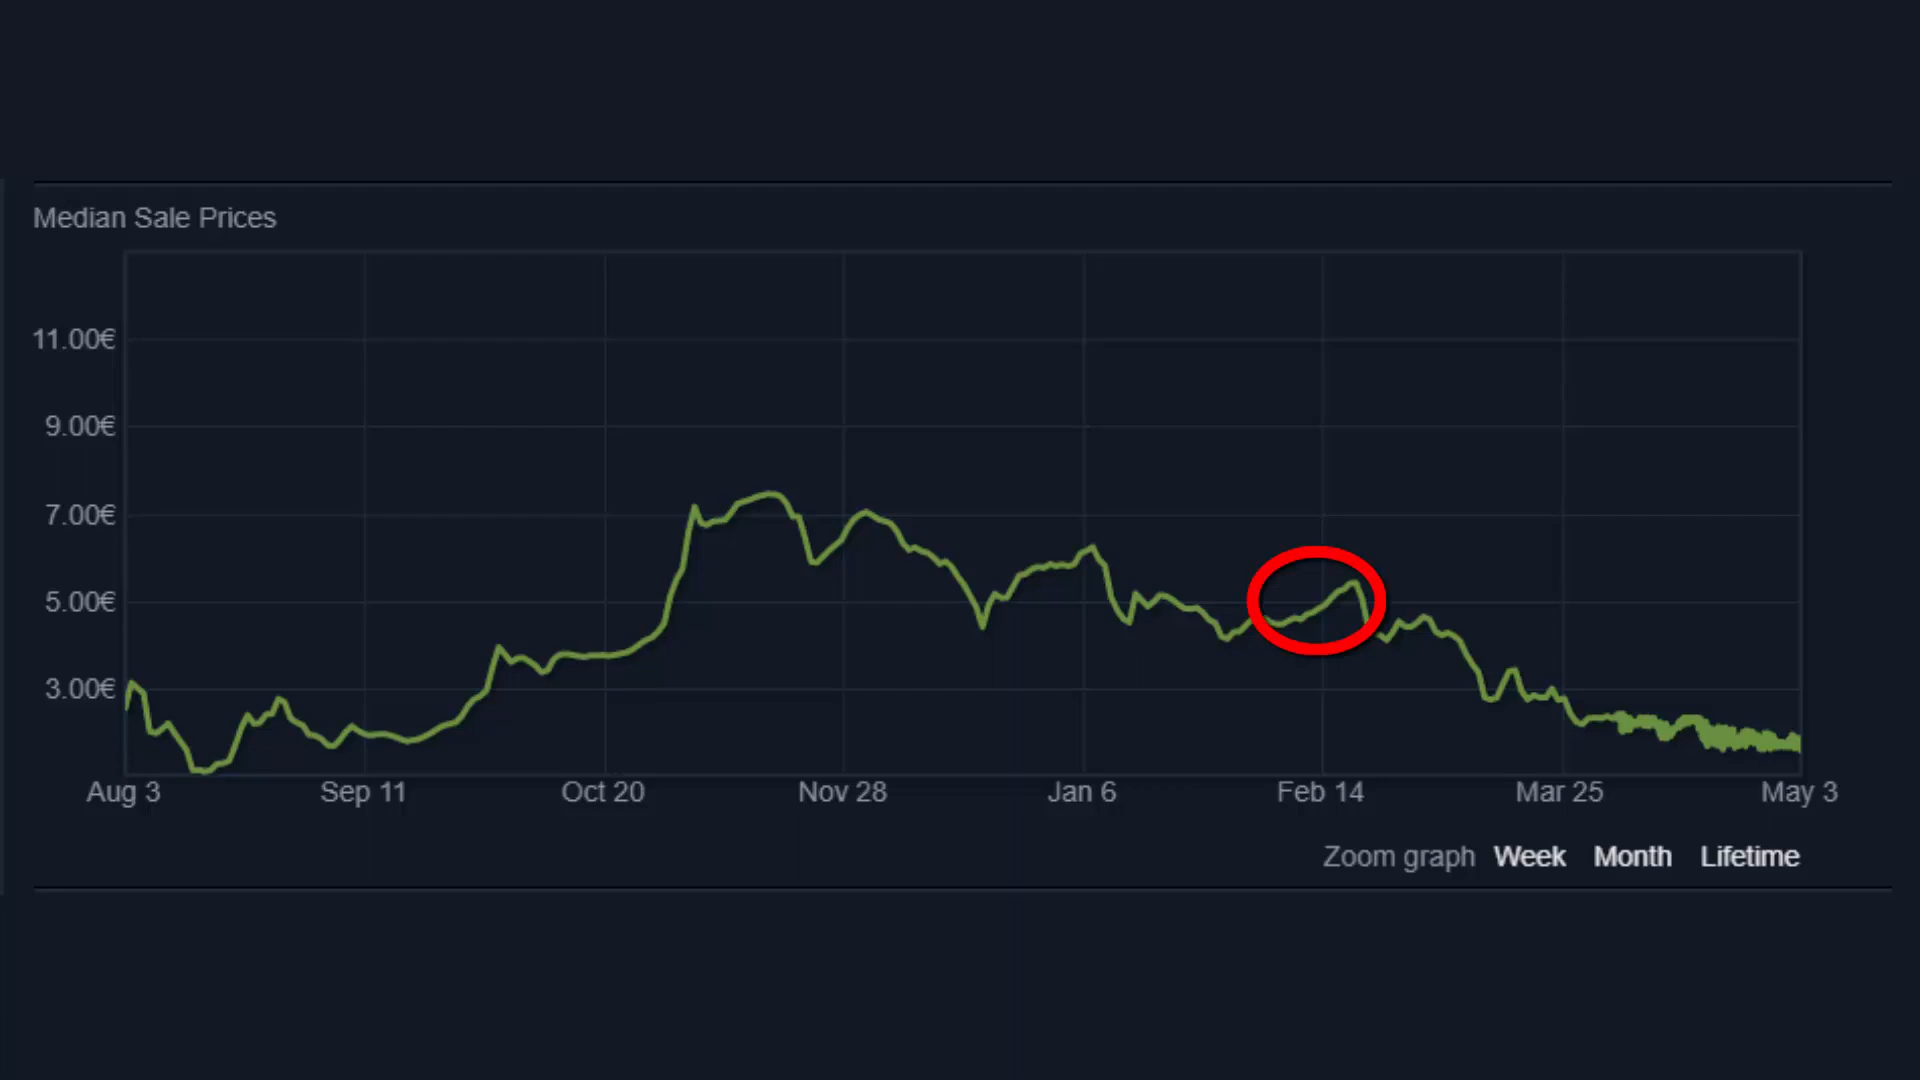 Median Sale Prices
11.00€
9.00€
7.00€
5.00€
3.00€
Aug 3 Sep 11 Oct 20 Nov 28 Jan 6 Feb 14 Mar 25 May 3
Zoom graph Week Month Lifetime